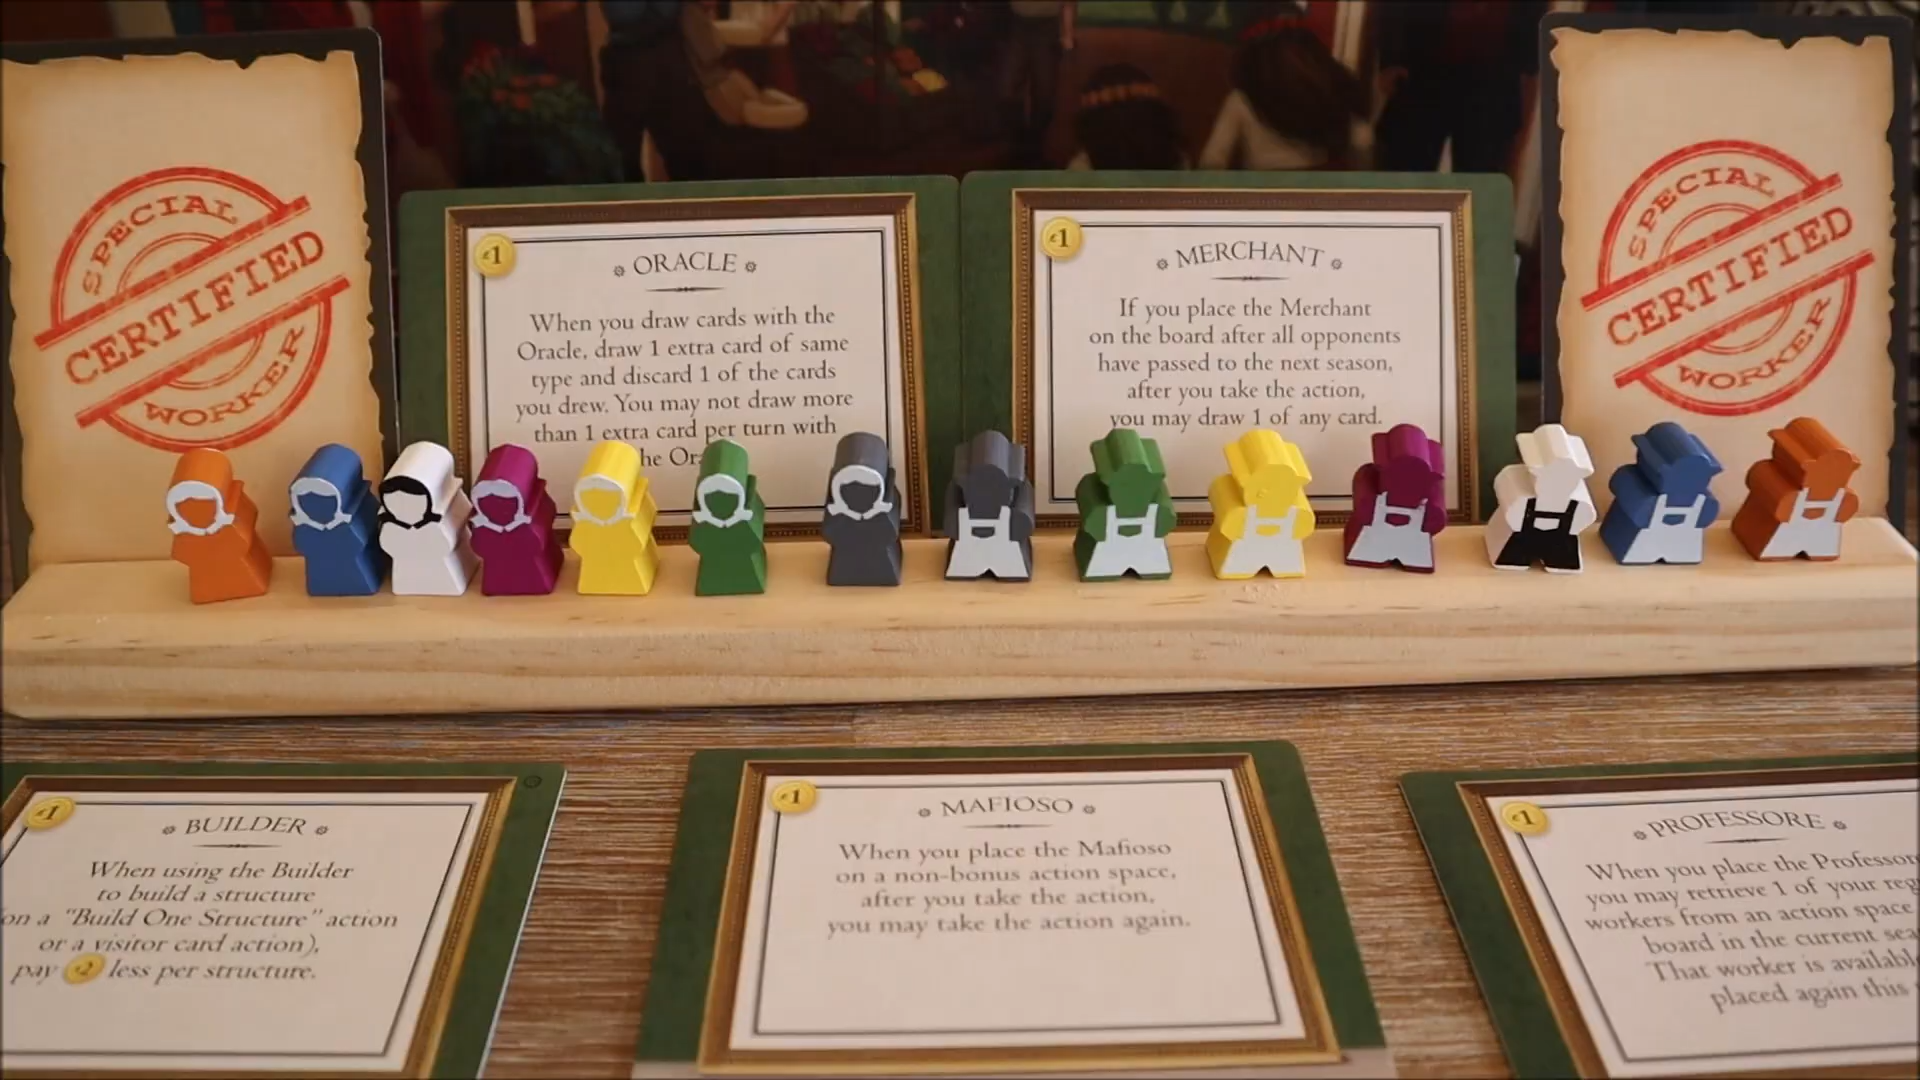 SPECIAL
CERTIFIED
WORKER
1
ORACLE
When you draw cards with the
Oracle, draw 1 extra card of same
type and discard 1 of the cards
you drew. You may not draw more
than 1 extra card per turn with
1
MERCHANT
If you place the Merchant
on the board after all opponents
have passed to the next season,
after you take the action,
you may draw 1 of any card.
SPECIAL
CERTIFIED
WORKER
1
BUILDER
When using the Builder
to build a structure
on a "Build One Structure" action
or a visitor card action),
pay 2 less per structure.
1
MAFIOSO
When you place the Mafioso
on a non-bonus action space,
after you take the action,
you may take the action again.
1
PROFESSORE
When you place the
you may retrieve 1 of your
workers from an action space
board in the current
That worker is
placed again this